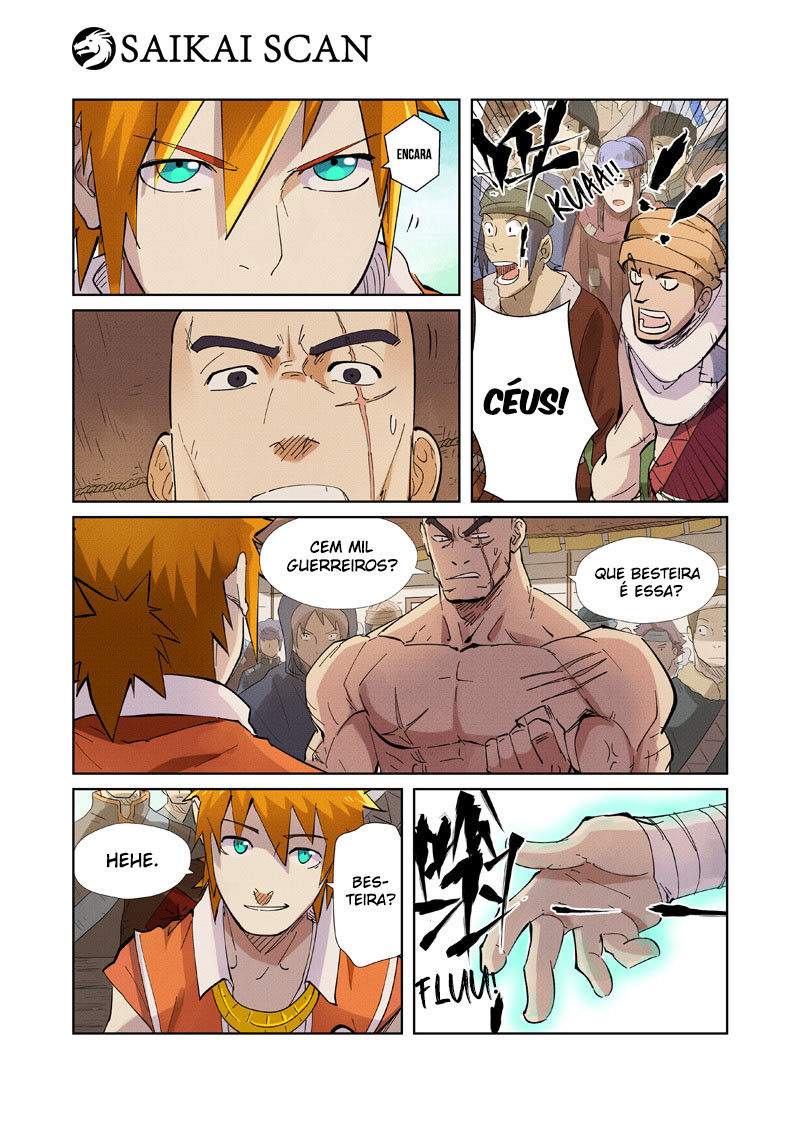 SAIKAI SCAN
ENCARA
KUAA!!
CÉUS!
CEM MIL
GUERREIROS?
QUE BESTEIRA
É ESSA?
HEHE.
BES-
TEIRA?
FLUU!